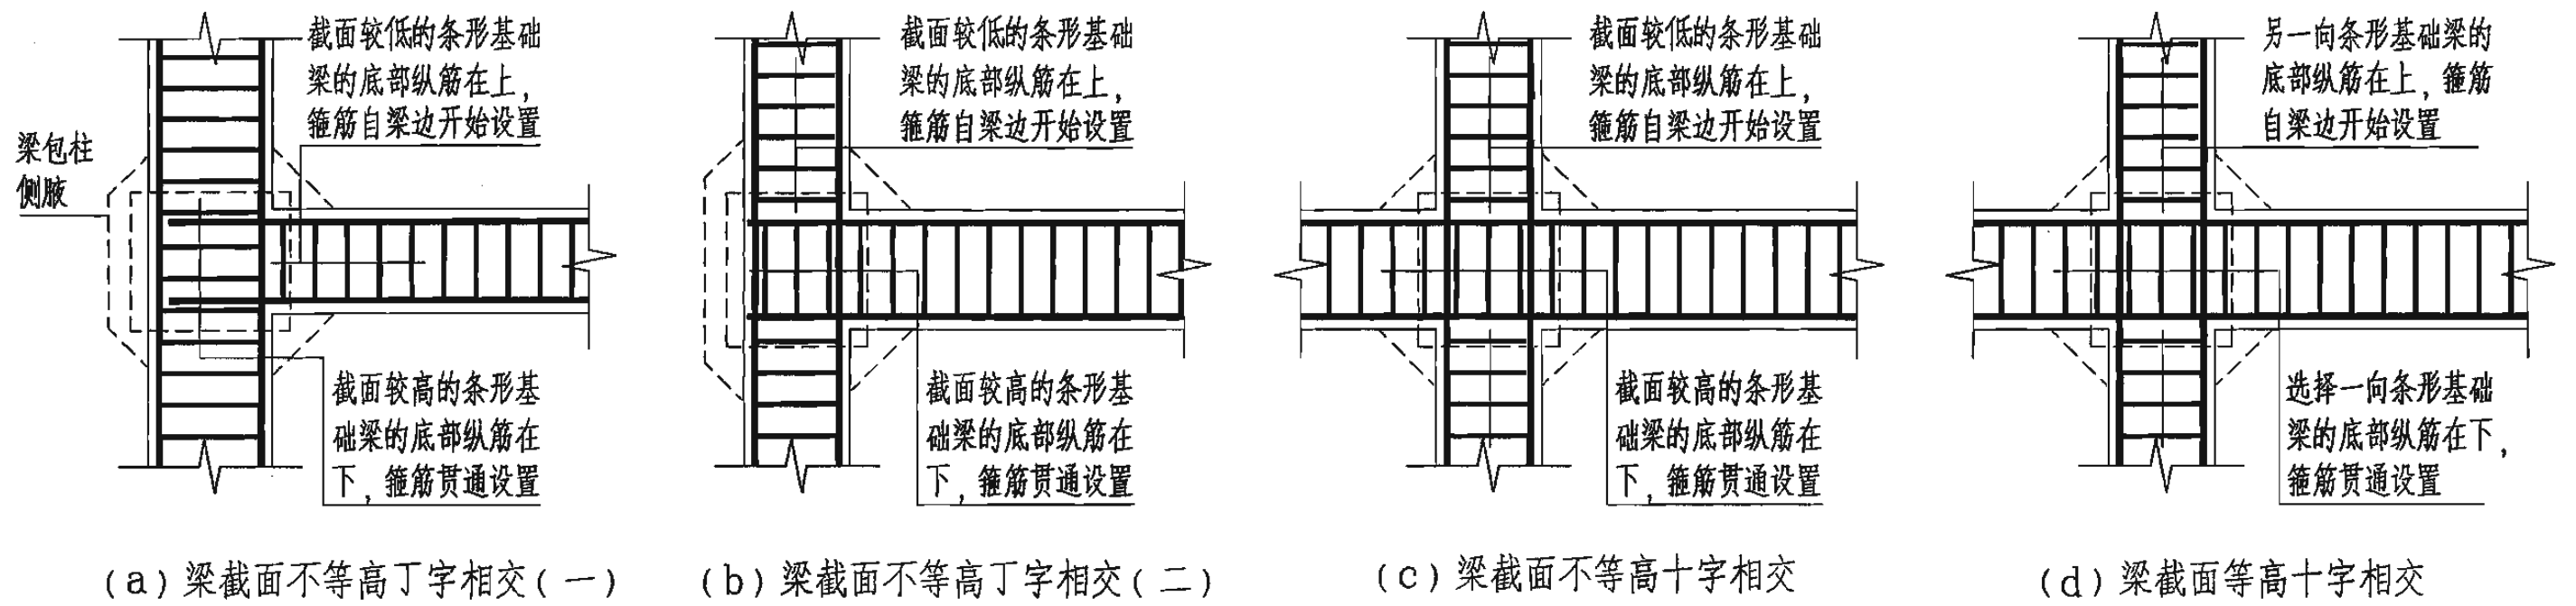 截面较低的条形基础
梁的底部纵筋在上,
箍筋自梁边开始设置
梁包柱
侧腋
截面较高的条形基
础梁的底部纵筋在
下, 箍筋贯通设置
(a)梁截面不等高丁字相交(一)
截面较低的条形基础
梁的底部纵筋在上,
箍筋自梁边开始设置
截面较高的条形基
础梁的底部纵筋在
下, 箍筋贯通设置
(b)梁截面不等高丁字相交(二)
截面较低的条形基础
梁的底部纵筋在上,
箍筋自梁边开始设置
截面较高的条形基
础梁的底部纵筋在
下, 箍筋贯通设置
(c)梁截面不等高十字相交
另一向条形基础梁的
底部纵筋在上, 箍筋
自梁边开始设置
选择一向条形基础
梁的底部纵筋在下,
箍筋贯通设置
(d)梁截面等高十字相交